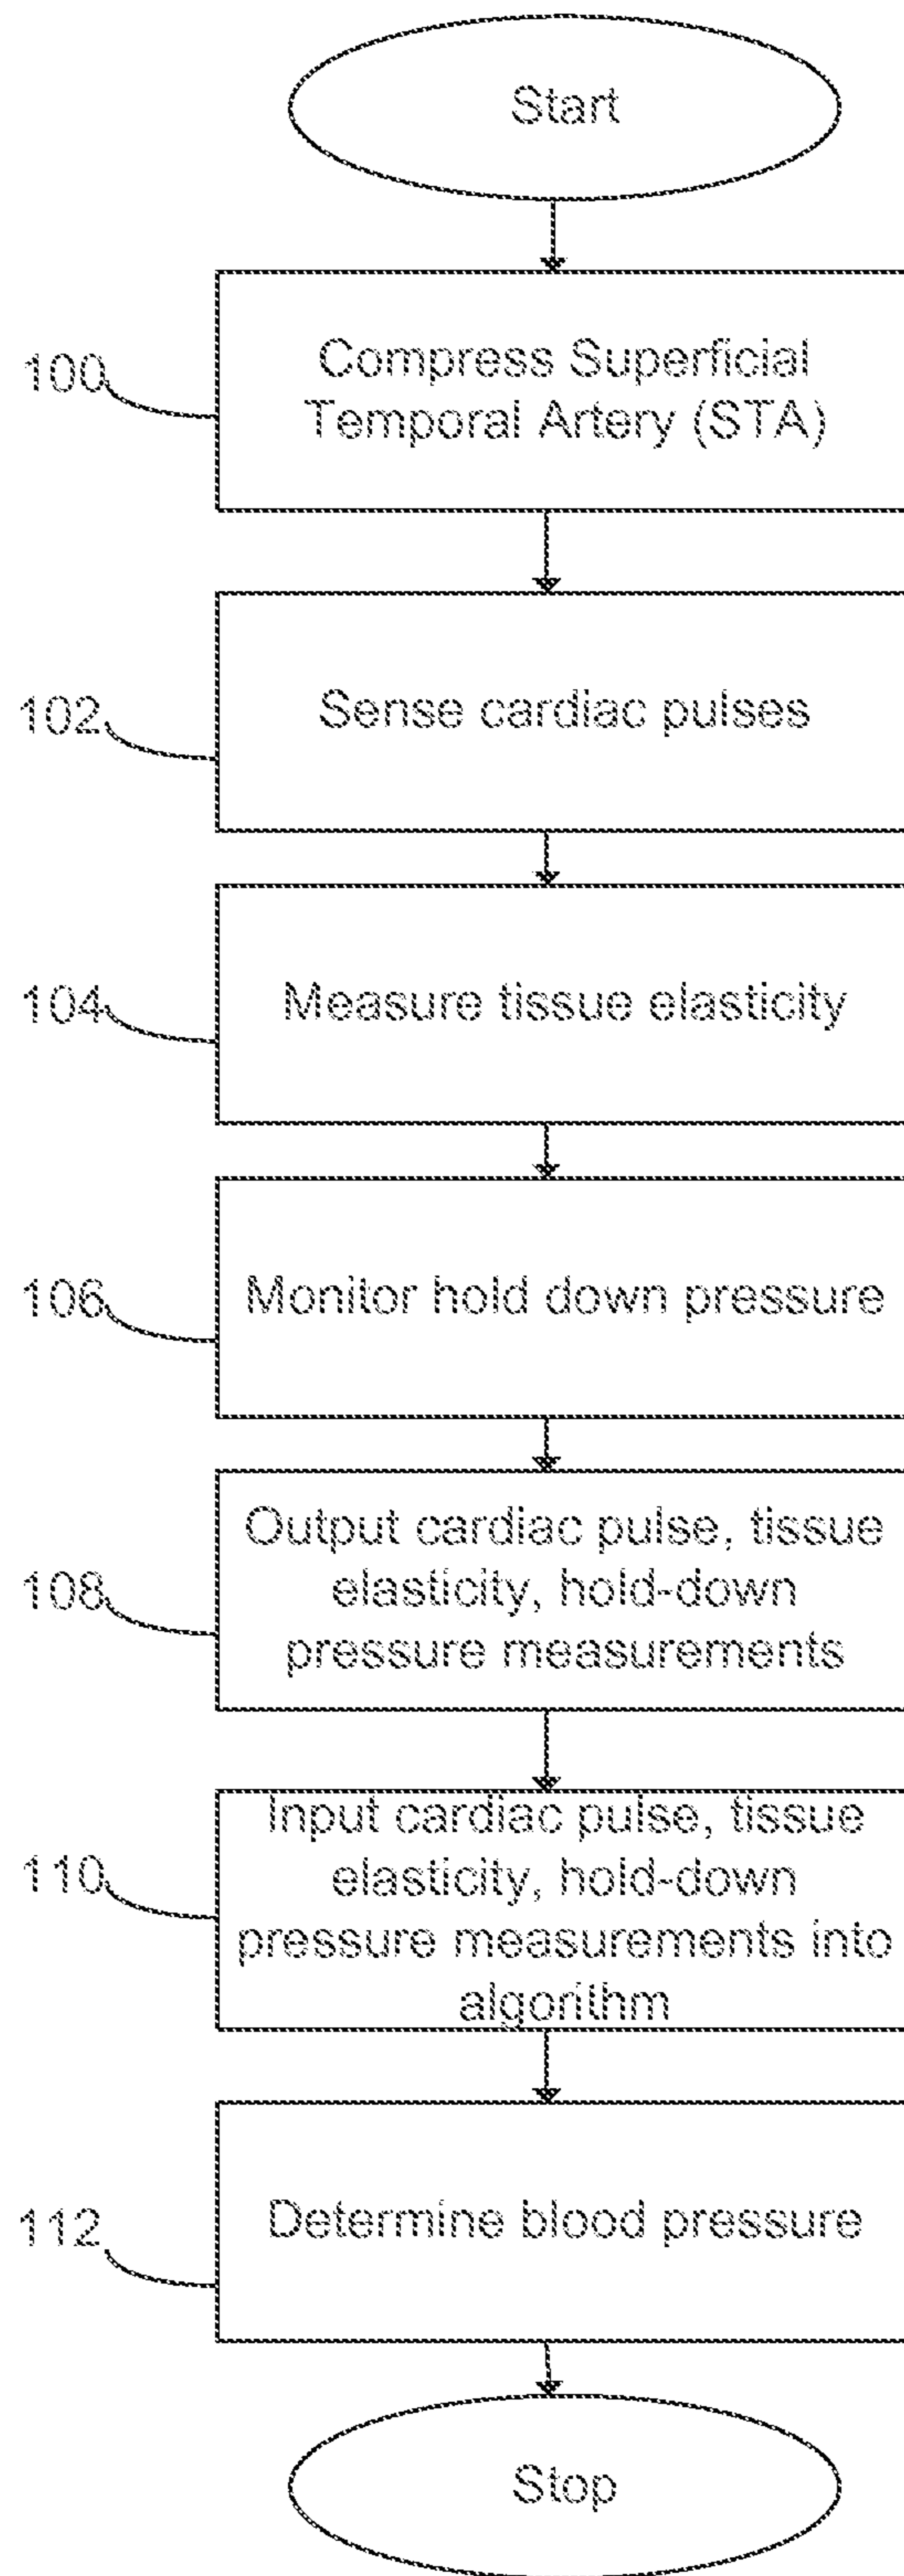 Start
100
Compress Superficial
Temporal Artery (STA)
102
Sense cardiac pulses
104
Measure tissue elasticity
106
Monitor hold down pressure
108
Output cardiac pulse, tissue
elasticity, hold-down
pressure measurements
110
Input cardiac pulse, tissue
elasticity, hold-down
pressure measurements into
algorithm
112
Determine blood pressure
Stop